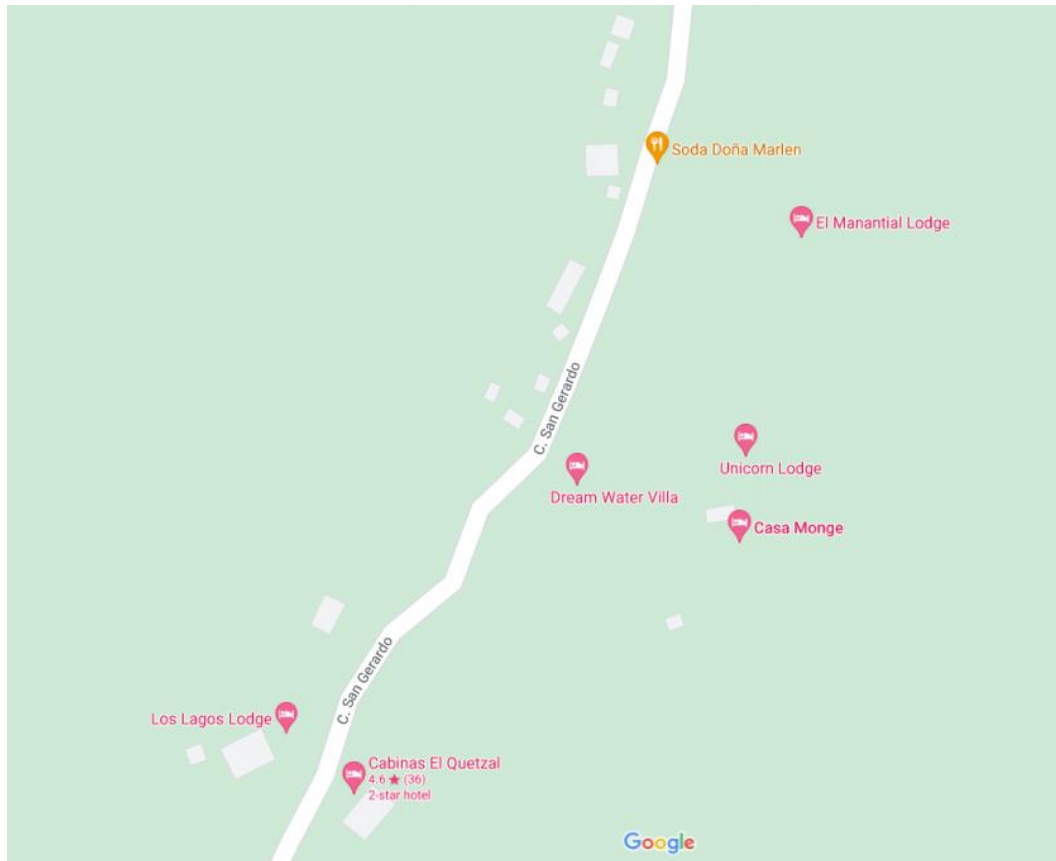 Soda Doña Marlen
El Manantial Lodge
C. San Gerardo
Unicorn Lodge
Dream Water Villa
Casa Monge
C. San Gerardo
Los Lagos Lodge
Cabinas El Quetzal
4.6 ★ (36)
2-star hotel
Google